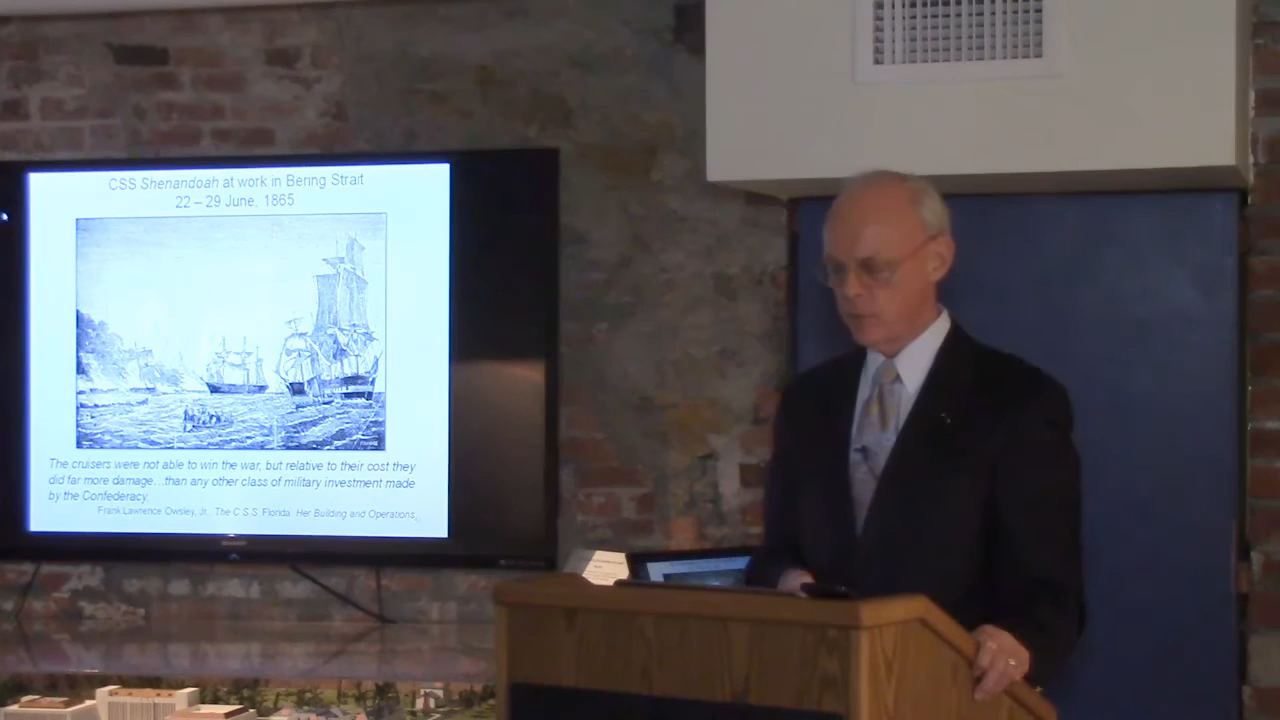 CSS Shenandoah at work in Bering Strait
22 – 29 June, 1865
The cruisers were not able to win the war, but relative to their cost they
did far more damage…than any other class of military investment made
by the Confederacy.
Frank Lawrence Owsley, Jr. The C.S.S. Florida: Her Building and Operations